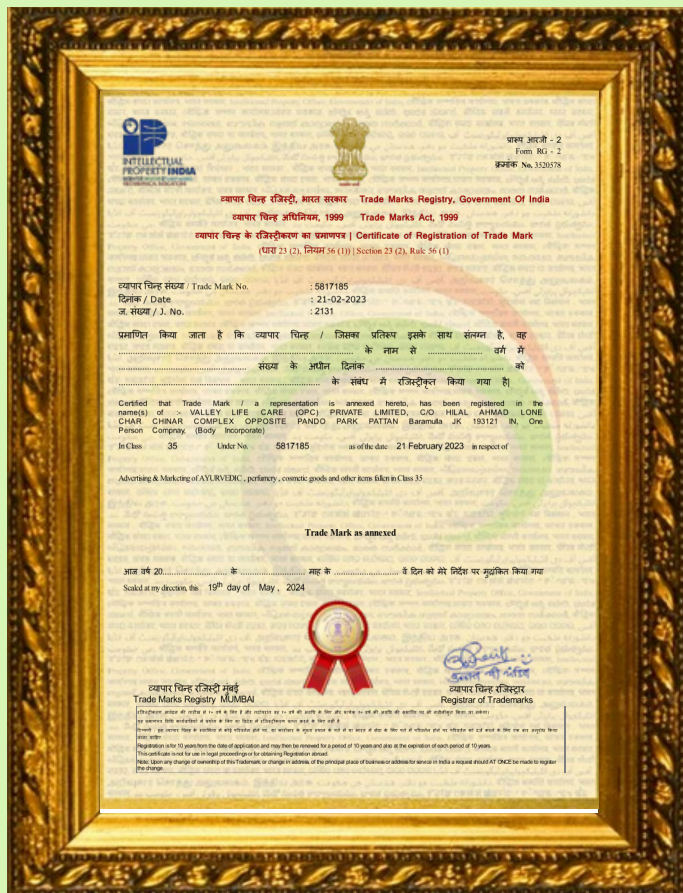 INTELLECTUAL
PROPERTY INDIA
प्रारूप आरजी - 2
Form RG - 2
क्रमांक No. 3520578
व्यापार चिन्ह रजिस्ट्री, भारत सरकार Trade Marks Registry, Government Of India
व्यापार चिन्ह अधिनियम, 1999 Trade Marks Act, 1999
व्यापार चिन्ह के रजिस्ट्रीकरण का प्रमाणपत्र | Certificate of Registration of Trade Mark
(धारा 23 (2), नियम 56 (1)) | Section 23 (2), Rule 56 (1)
व्यापार चिन्ह संख्या / Trade Mark No. : 5817185
दिनांक / Date : 21-02-2023
ज. संख्या / J. No. : 2131
प्रमाणित किया जाता है कि व्यापार चिन्ह / जिसका प्रतिरूप इसके साथ संलग्न है, वह
........................ के नाम से .................... वर्ग में
........................ संख्या के अधीन दिनांक ........................ को
........................ के संबंध में रजिस्ट्रीकृत किया गया है|
Certified that Trade Mark / a representation is annexed hereto, has been registered in the
name(s) of :- VALLEY LIFE CARE (OPC) PRIVATE LIMITED, C/O HILAL AHMAD LONE
CHAR CHINAR COMPLEX OPPOSITE PANDO PARK PATTAN Baramula JK 193121 IN, One
Person Compnay, (Body Incorporate)
In Class 35 Under No. 5817185 as of the date 21 February 2023 in respect of
Advertising & Marketing of AYURVEDIC , perfumery , cosmetic goods and other items fallen in Class 35
Trade Mark as annexed
आज वर्ष 20........................ के ........................ माह के ........................ वें दिन को मेरे निर्देश पर मुद्रांकित किया गया
Sealed at my direction, this 19th day of May , 2024
व्यापार चिन्ह रजिस्ट्री मुंबई
Trade Marks Registry MUMBAI
व्यापार चिन्ह रजिस्ट्रार
Registrar of Trademarks
Registration is for 10 years from the date of application and may then be renewed for a period of 10 years and also at the expiration of each period of 10 years.
This certificate is not for use in legal proceedings or for obtaining Registration abroad.
Note: Upon any change of ownership of this Trademark, or change in address, of the principal place of business or address for service in India a request should AT ONCE be made to register
the change.